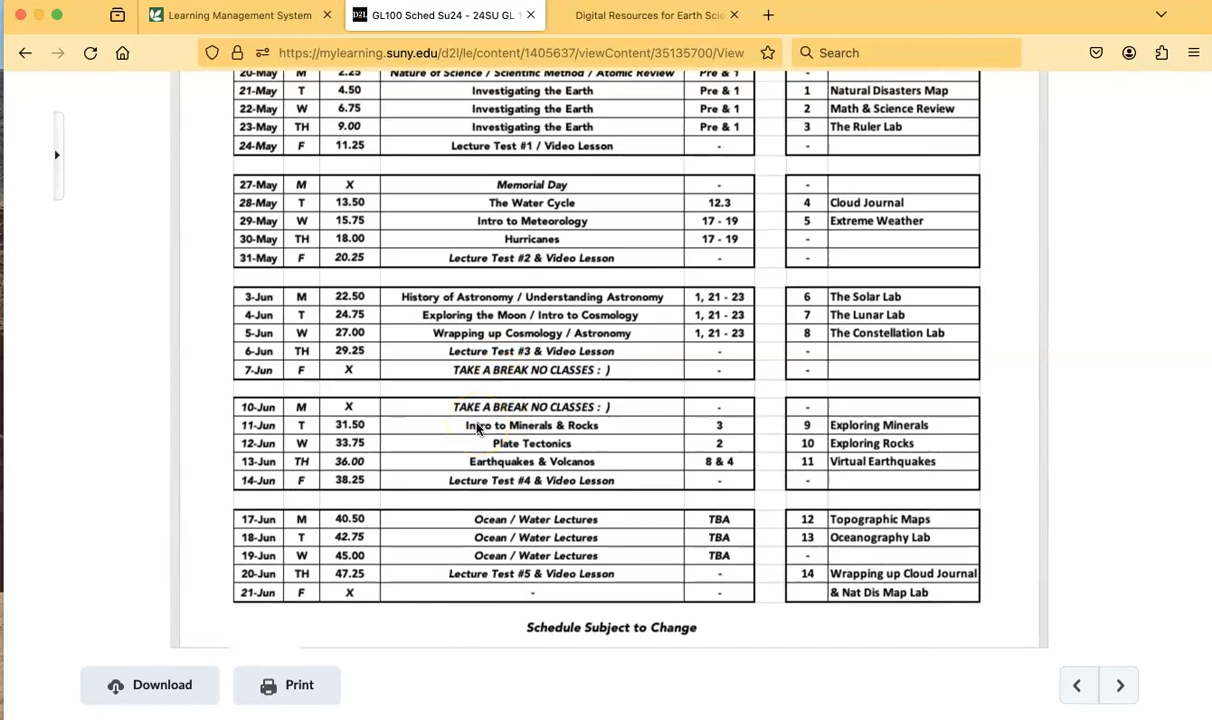 Learning Management System
GL100 Sched Su24 - 24SU GL 1
Digital Resources for Earth Scie
https://mylearning.suny.edu/d2l/le/content/1405637/viewContent/35135700/View
Search
20-May M 2.25 Nature of Science / Scientific Method / Atomic Review Pre & 1 -
21-May T 4.50 Investigating the Earth Pre & 1 1 Natural Disasters Map
22-May W 6.75 Investigating the Earth Pre & 1 2 Math & Science Review
23-May TH 9.00 Investigating the Earth Pre & 1 3 The Ruler Lab
24-May F 11.25 Lecture Test #1 / Video Lesson - -
27-May M X Memorial Day - -
28-May T 13.50 The Water Cycle 12.3 4 Cloud Journal
29-May W 15.75 Intro to Meteorology 17 - 19 5 Extreme Weather
30-May TH 18.00 Hurricanes 17 - 19 -
31-May F 20.25 Lecture Test #2 & Video Lesson - -
3-Jun M 22.50 History of Astronomy / Understanding Astronomy 1, 21 - 23 6 The Solar Lab
4-Jun T 24.75 Exploring the Moon / Intro to Cosmology 1, 21 - 23 7 The Lunar Lab
5-Jun W 27.00 Wrapping up Cosmology / Astronomy 1, 21 - 23 8 The Constellation Lab
6-Jun TH 29.25 Lecture Test #3 & Video Lesson - -
7-Jun F X TAKE A BREAK NO CLASSES : ) - -
10-Jun M X TAKE A BREAK NO CLASSES : ) - -
11-Jun T 31.50 Intro to Minerals & Rocks 3 9 Exploring Minerals
12-Jun W 33.75 Plate Tectonics 2 10 Exploring Rocks
13-Jun TH 36.00 Earthquakes & Volcanos 8 & 4 11 Virtual Earthquakes
14-Jun F 38.25 Lecture Test #4 & Video Lesson - -
17-Jun M 40.50 Ocean / Water Lectures TBA 12 Topographic Maps
18-Jun T 42.75 Ocean / Water Lectures TBA 13 Oceanography Lab
19-Jun W 45.00 Ocean / Water Lectures TBA -
20-Jun TH 47.25 Lecture Test #5 & Video Lesson - 14 Wrapping up Cloud Journal
21-Jun F X - - & Nat Dis Map Lab
Schedule Subject to Change
Download
Print